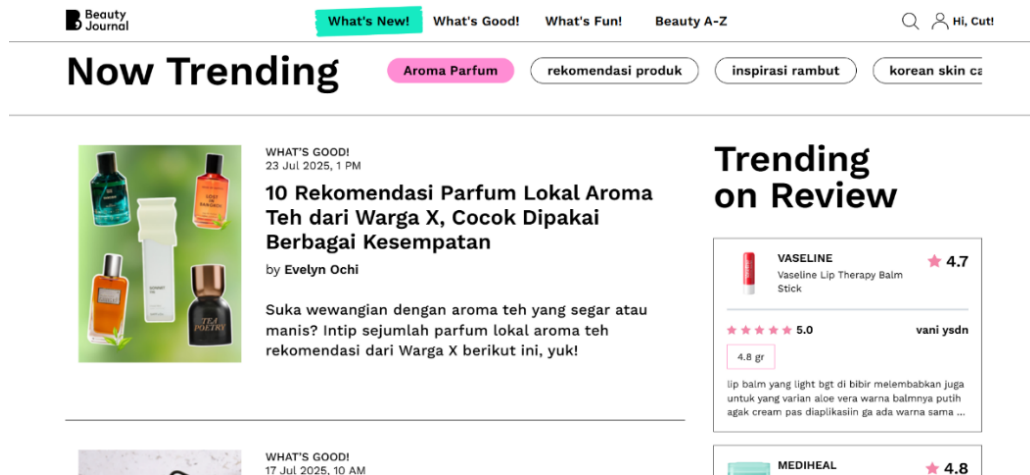 Beauty
Journal
What's New!
What's Good!
What's Fun!
Beauty A-Z
Hi, Cut!
Now Trending
Aroma Parfum
rekomendasi produk
inspirasi rambut
korean skin ca
WHAT'S GOOD!
23 Jul 2025, 1 PM
10 Rekomendasi Parfum Lokal Aroma
Teh dari Warga X, Cocok Dipakai
Berbagai Kesempatan
by Evelyn Ochi
Suka wewangian dengan aroma teh yang segar atau
manis? Intip sejumlah parfum lokal aroma teh
rekomendasi dari Warga X berikut ini, yuk!
TEA
POETRY
WHAT'S GOOD!
17 Jul 2025, 10 AM
Trending
on Review
VASELINE
4.7
Vaseline Lip Therapy Balm
Stick
5.0
vani ysdn
4.8 gr
lip balm yang light bgt di bibir melembabkan juga
untuk yang varian aloe vera warna balmnya putih
agak cream pas diaplikasiin ga ada warna sama ...
MEDIHEAL
4.8